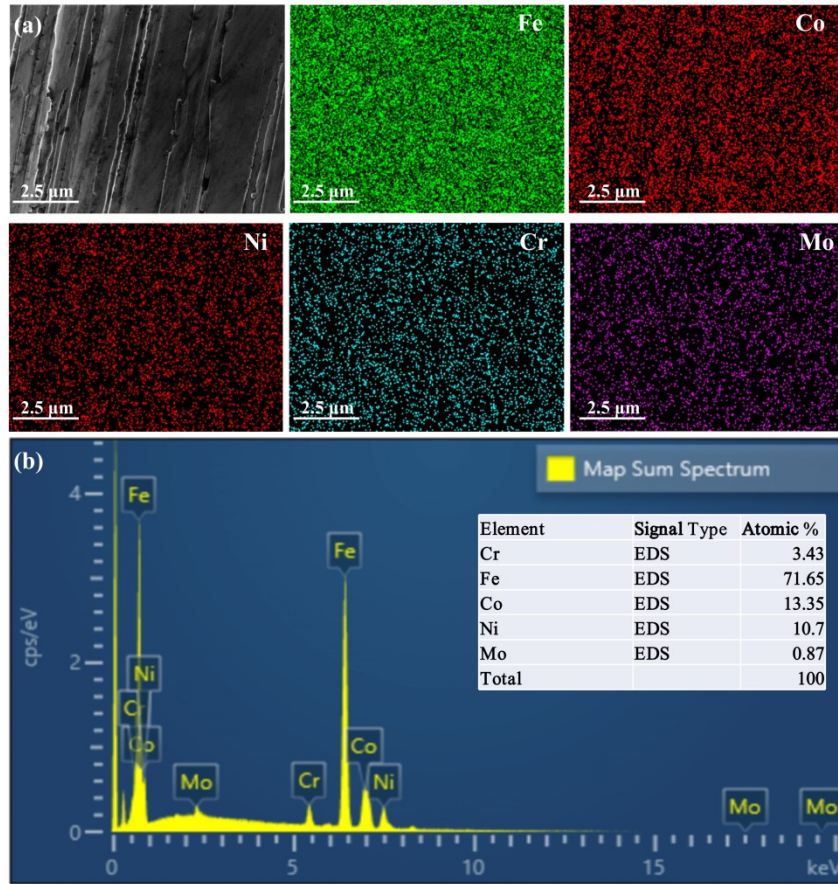 (a)
Fe
Co
2.5 µm
2.5 µm
2.5 µm
Ni
Cr
Mo
2.5 µm
2.5 µm
2.5 µm
(b)
Map Sum Spectrum
4
Fe
Element Signal Type Atomic %
Cr EDS 3.43
Fe EDS 71.65
Co EDS 13.35
Ni EDS 10.7
Mo EDS 0.87
Total 100
Fe
cps/eV
2
Ni
Cr
Co
Co
Mo
Cr
Ni
Mo
Mo
0
0 5 10 15 keV